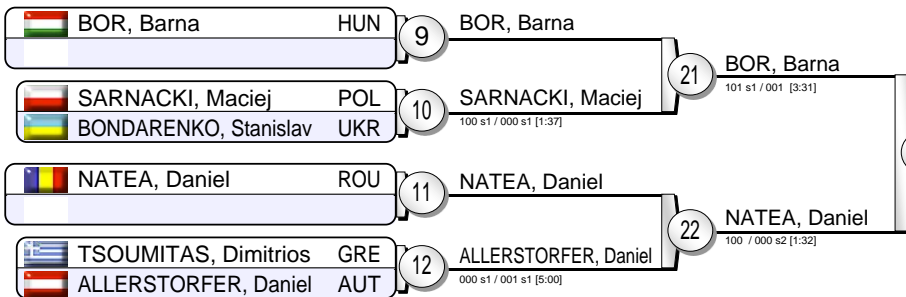 BOR, Barna HUN
9
BOR, Barna
SARNACKI, Maciej POL
BONDARENKO, Stanislav UKR
10
SARNACKI, Maciej
100 s1 / 000 s1 [1:37]
21
BOR, Barna
101 s1 / 001 [3:31]
NATEA, Daniel ROU
11
NATEA, Daniel
TSOUMITAS, Dimitrios GRE
ALLERSTORFER, Daniel AUT
12
ALLERSTORFER, Daniel
000 s1 / 001 s1 [5:00]
22
NATEA, Daniel
100 / 000 s2 [1:32]